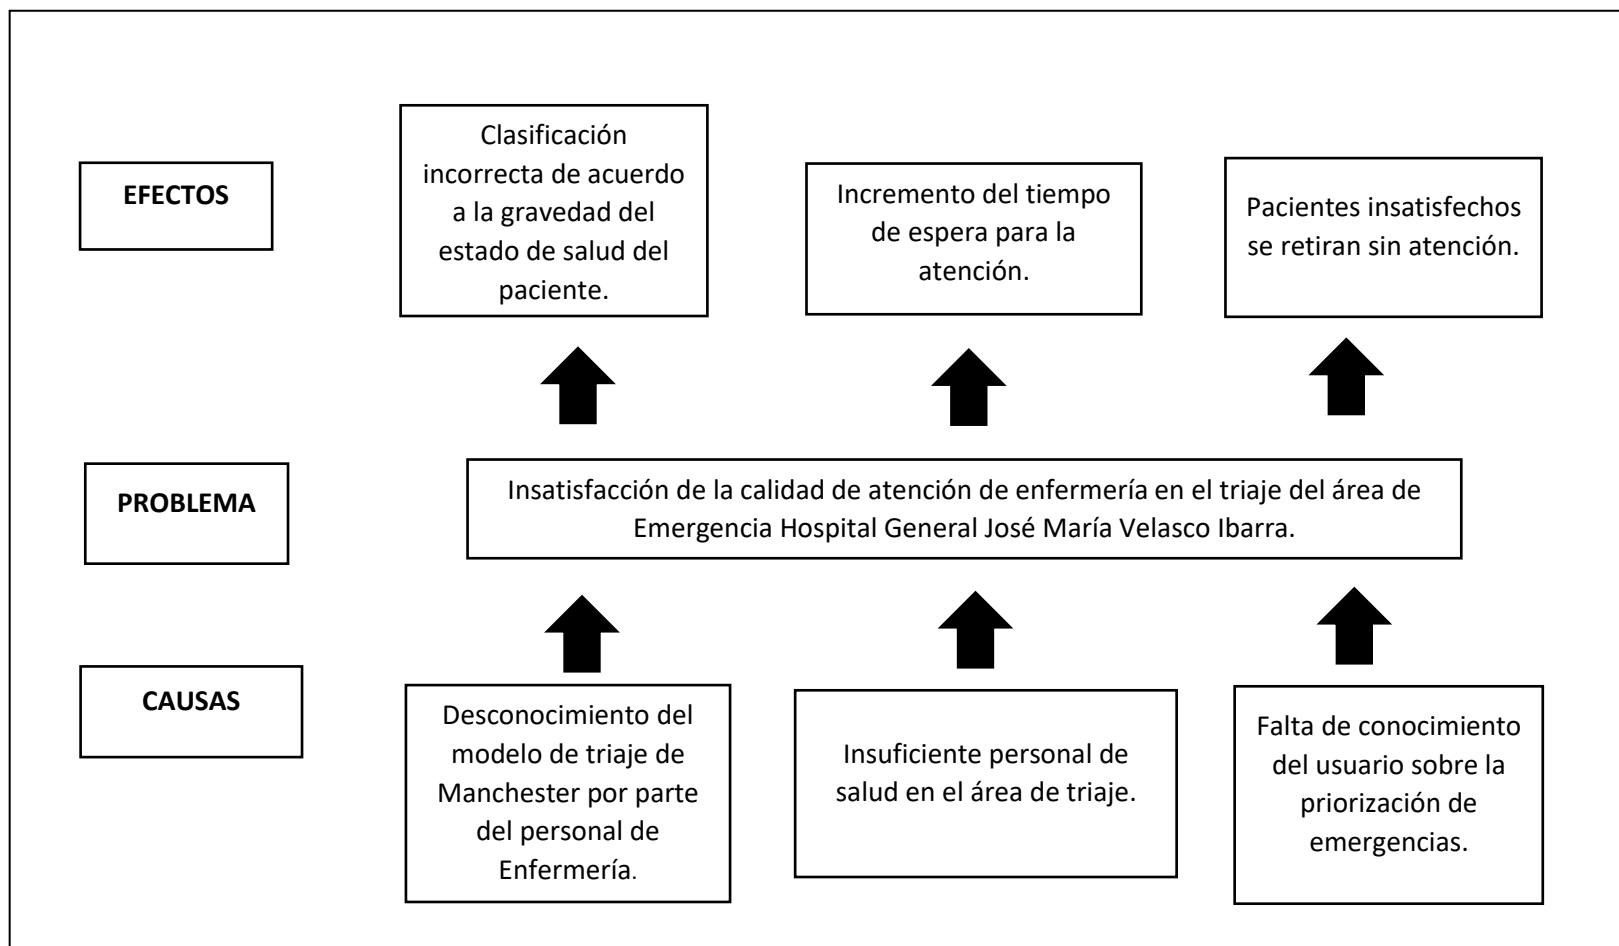 EFECTOS
Clasificación
incorrecta de acuerdo
a la gravedad del
estado de salud del
paciente.
Incremento del tiempo
de espera para la
atención.
Pacientes insatisfechos
se retiran sin atención.
PROBLEMA
Insatisfacción de la calidad de atención de enfermería en el triaje del área de
Emergencia Hospital General José María Velasco Ibarra.
CAUSAS
Desconocimiento del
modelo de triaje de
Manchester por parte
del personal de
Enfermería.
Insuficiente personal de
salud en el área de triaje.
Falta de conocimiento
del usuario sobre la
priorización de
emergencias.